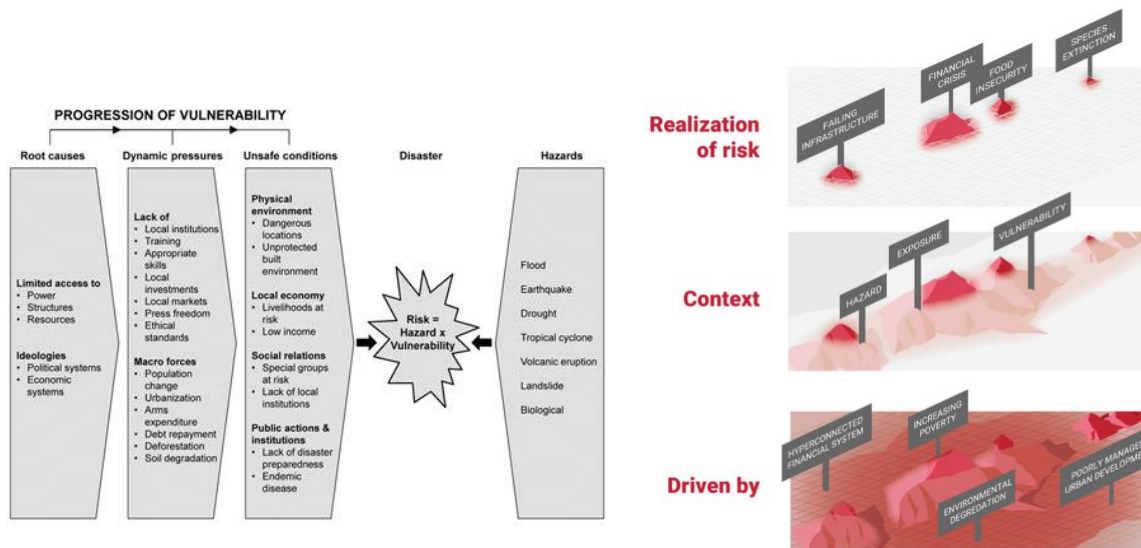 PROGRESSION OF VULNERABILITY
Root causes
Limited access to
• Power
• Structures
• Resources
Ideologies
• Political systems
• Economic
systems
Dynamic pressures
Lack of
• Local institutions
• Training
• Appropriate
skills
• Local
investments
• Local markets
• Press freedom
• Ethical
standards
Macro forces
• Population
change
• Urbanization
• Arms
expenditure
• Debt repayment
• Deforestation
• Soil degradation
Unsafe conditions
Physical
environment
• Dangerous
locations
• Unprotected
built
environment
Local economy
• Livelihoods at
risk
• Low income
Social relations
• Special groups
at risk
• Lack of local
institutions
Public actions &
institutions
• Lack of disaster
preparedness
• Endemic
disease
Disaster
Risk =
Hazard x
Vulnerability
Hazards
Flood
Earthquake
Drought
Tropical cyclone
Volcanic eruption
Landslide
Biological
Realization
of risk
FAILING
INFRASTRUCTURE
FINANCIAL
CRISIS
FOOD
INSECURITY
SPECIES
EXTINCTION
Context
HAZARD
EXPOSURE
VULNERABILITY
Driven by
HYPERCONNECTED
FINANCIAL SYSTEM
INCREASING
POVERTY
ENVIRONMENTAL
DEGREDATION
POORLY MANAGE
URBAN DEVELOPM